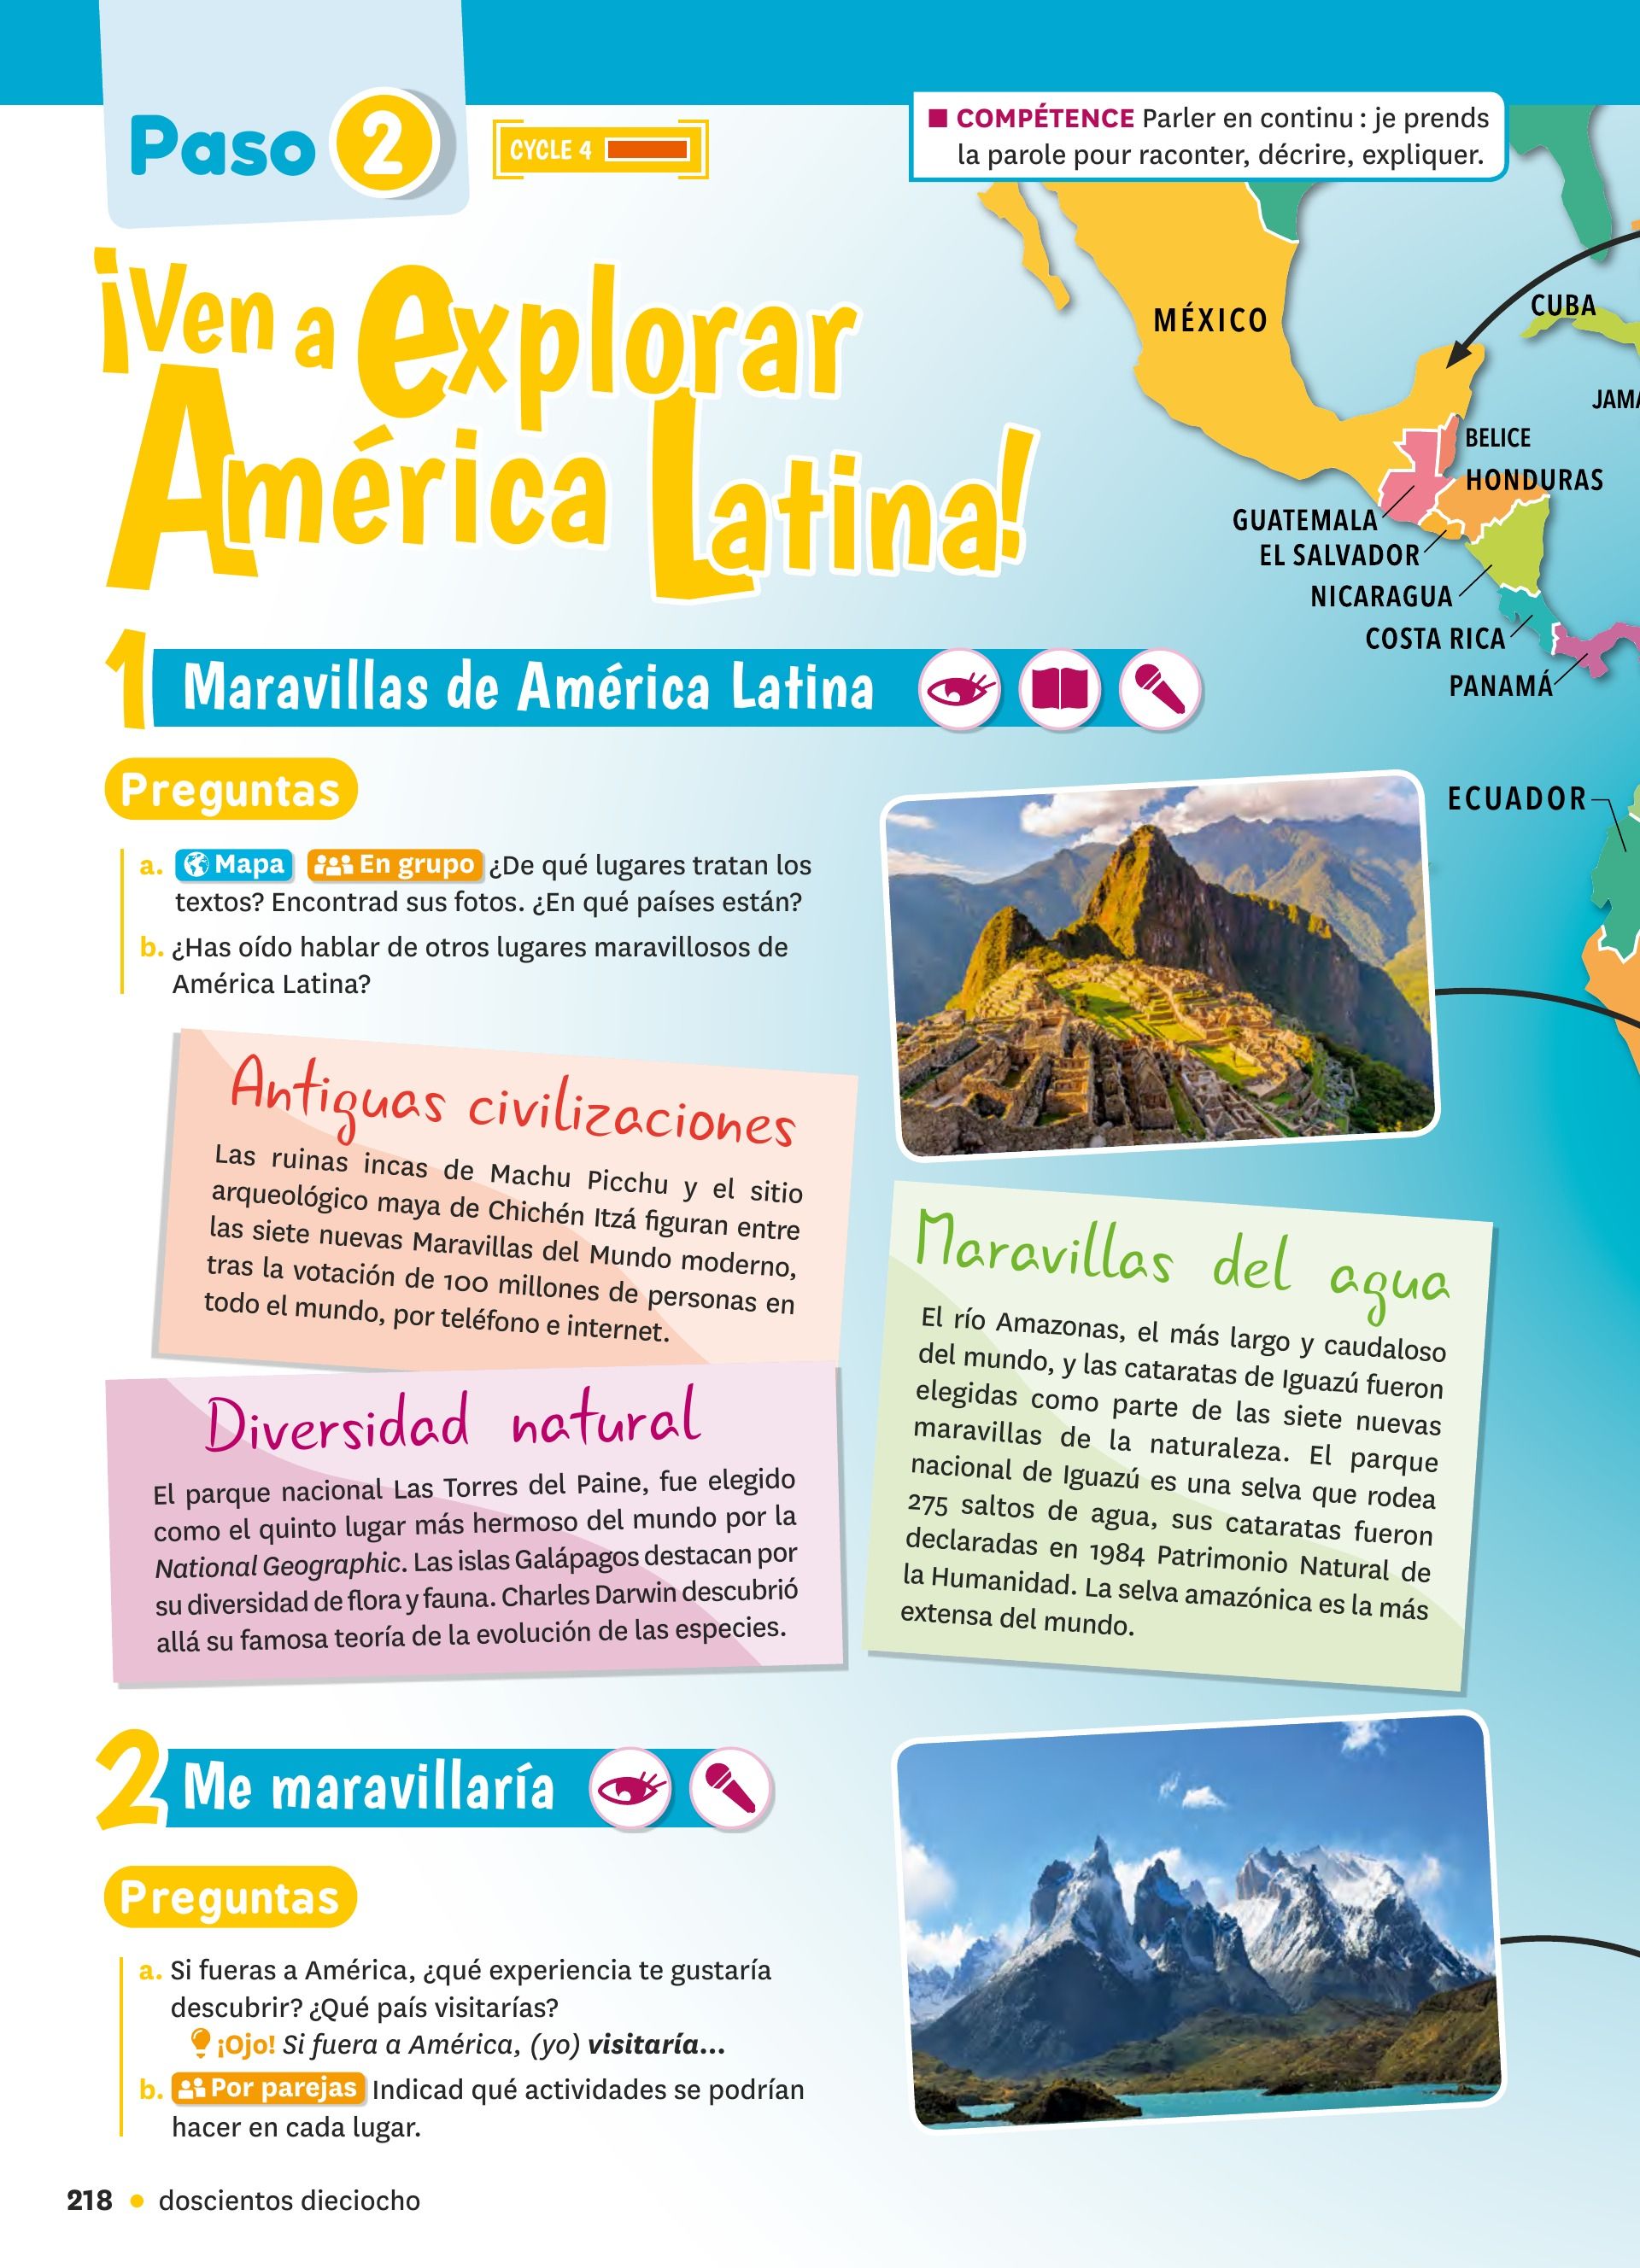 Paso 2
CYCLE 4
■ COMPÉTENCE Parler en continu : je prends
la parole pour raconter, décrire, expliquer.
¡Ven a explorar
América Latina!
MÉXICO
CUBA
BELICE
HONDURAS
GUATEMALA
EL SALVADOR
NICARAGUA
COSTA RICA
PANAMÁ
ECUADOR
1 Maravillas de América Latina
Preguntas
a. Mapa En grupo ¿De qué lugares tratan los
textos? Encontrad sus fotos. ¿En qué países están?
b. ¿Has oído hablar de otros lugares maravillosos de
América Latina?
Antiguas civilizaciones
Las ruinas incas de Machu Picchu y el sitio
arqueológico maya de Chichén Itzá figuran entre
las siete nuevas Maravillas del Mundo moderno,
tras la votación de 100 millones de personas en
todo el mundo, por teléfono e internet.
Diversidad natural
El parque nacional Las Torres del Paine, fue elegido
como el quinto lugar más hermoso del mundo por la
National Geographic. Las islas Galápagos destacan por
su diversidad de flora y fauna. Charles Darwin descubrió
allá su famosa teoría de la evolución de las especies.
Maravillas del agua
El río Amazonas, el más largo y caudaloso
del mundo, y las cataratas de Iguazú fueron
elegidas como parte de las siete nuevas
maravillas de la naturaleza. El parque
nacional de Iguazú es una selva que rodea
275 saltos de agua, sus cataratas fueron
declaradas en 1984 Patrimonio Natural de
la Humanidad. La selva amazónica es la más
extensa del mundo.
2 Me maravillaría
Preguntas
a. Si fueras a América, ¿qué experiencia te gustaría
descubrir? ¿Qué país visitarías?
¡Ojo! Si fuera a América, (yo) visitaría...
b. Por parejas Indicad qué actividades se podrían
hacer en cada lugar.
218 • doscientos dieciocho